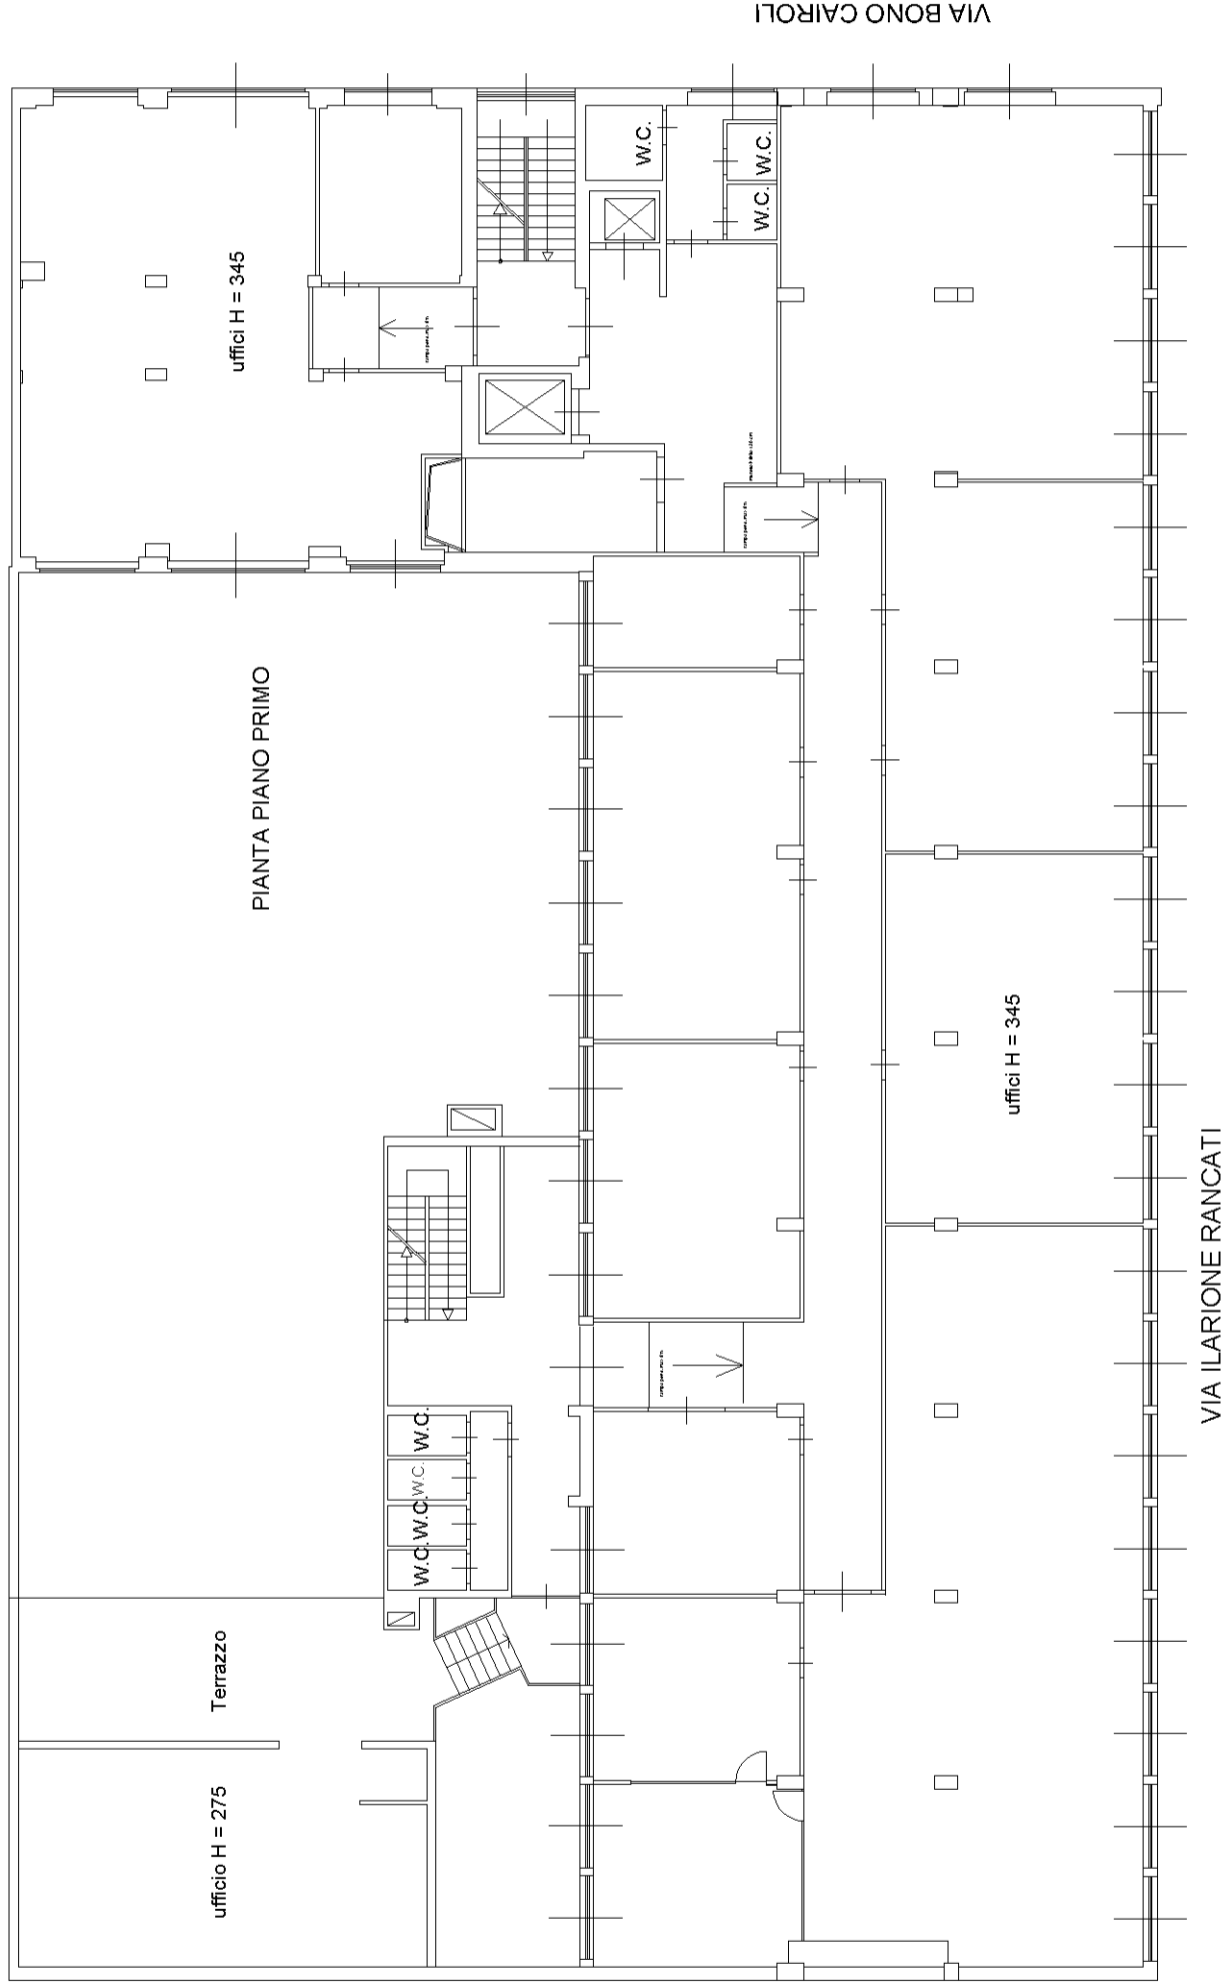 VIA BONO CAIROLI
W.C.
W.C.
W.C.
uffici H = 345
PIANTA PIANO PRIMO
uffici H = 345
VIA ILARIONE RANCATI
W.C.
W.C.
W.C.
W.C.
Terrazzo
ufficio H = 275